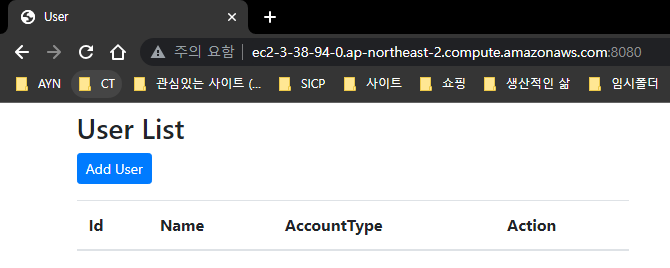 User
주의 요함 ec2-3-38-94-0.ap-northeast-2.compute.amazonaws.com:8080
AYN CT 관심있는 사이트 (... SICP 사이트 쇼핑 생산적인 삶 임시폴더
User List
Add User
Id Name AccountType Action